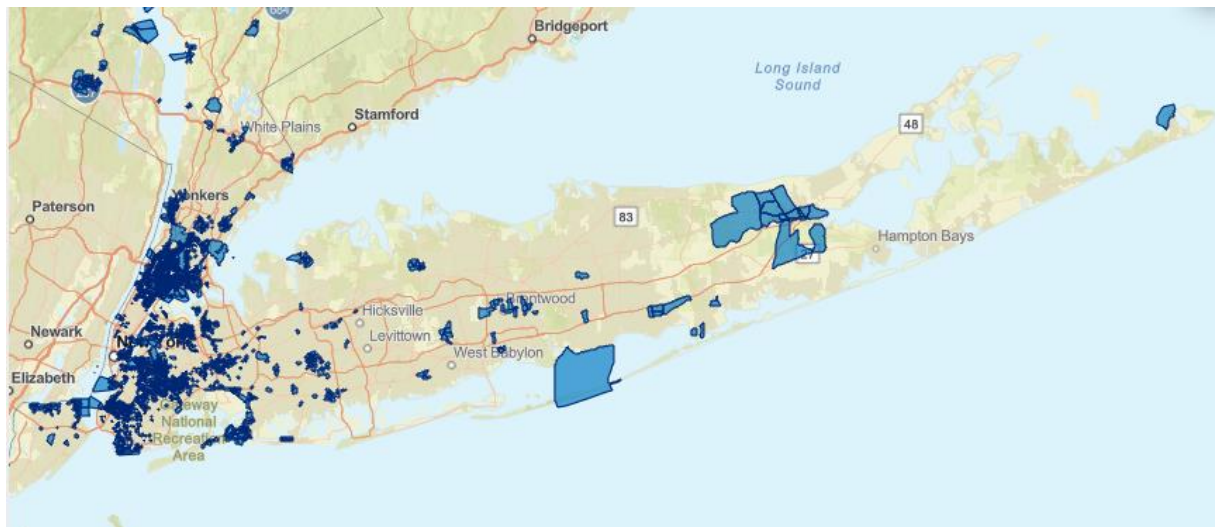 Bridgeport
Long Island
Sound
Stamford
White Plains
48
Yonkers
Paterson
83
Hampton Bays
27
Brentwood
Hicksville
Newark
New York
Levittown
West Babylon
Elizabeth
Gateway
National
Recreation
Area